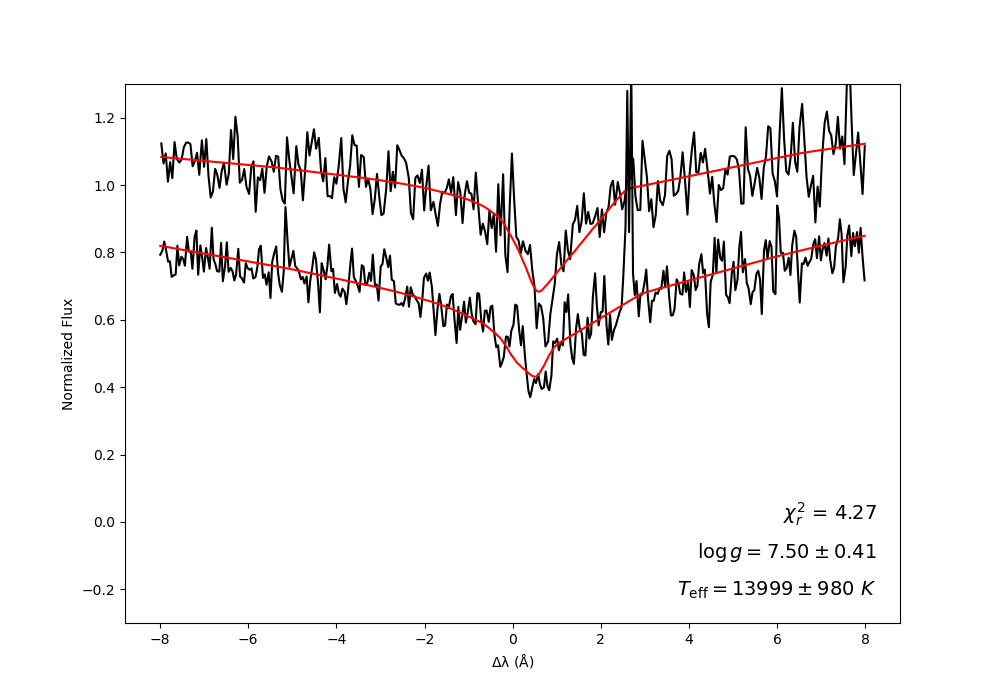 1.2
1.0
0.8
0.6
0.4
0.2
0.0
−0.2
Normalized Flux
χ²ᵣ = 4.27
log g = 7.50 ± 0.41
T_eff = 13999 ± 980 K
−8 −6 −4 −2 0 2 4 6 8
Δλ (Å)